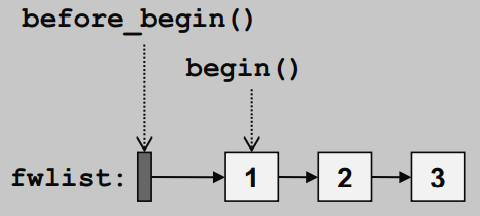 before_begin()
begin()
fwlist: 1 2 3